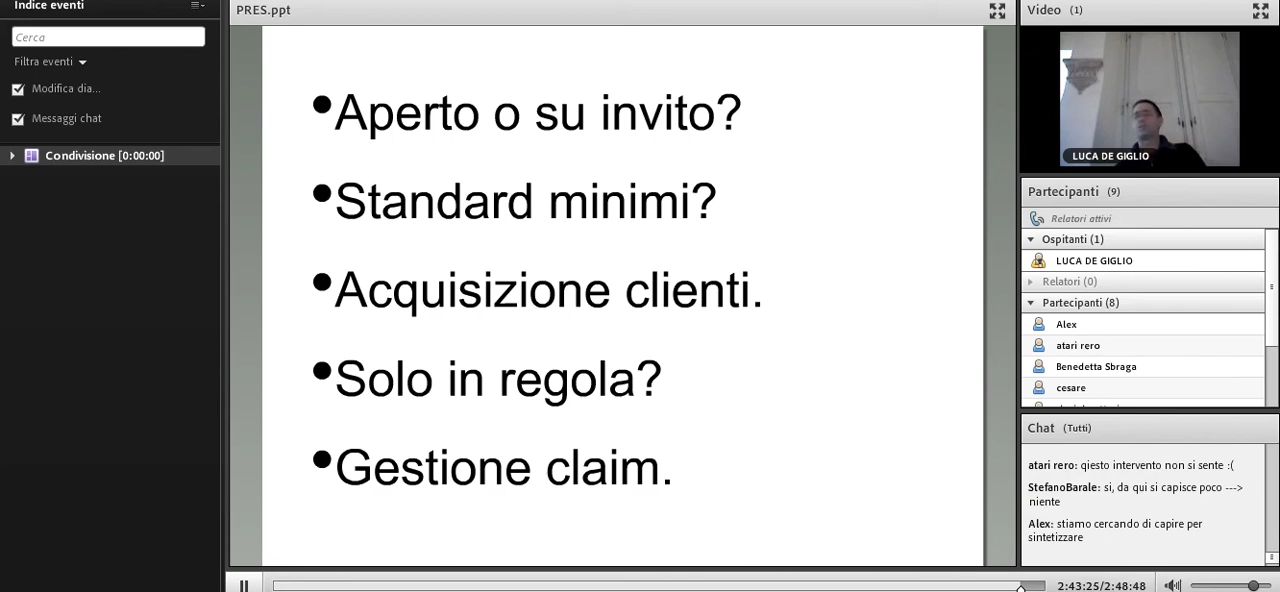 Indice eventi
Cerca
Filtra eventi
Modifica dia...
Messaggi chat
Condivisione [0:00:00]
PRES.ppt
•Aperto o su invito?
•Standard minimi?
•Acquisizione clienti.
•Solo in regola?
•Gestione claim.
2:43:25/2:48:48
Video (1)
LUCA DE GIGLIO
Partecipanti (9)
Relatori attivi
Ospitanti (1)
LUCA DE GIGLIO
Relatori (0)
Partecipanti (8)
Alex
atari rero
Benedetta Sbraga
cesare
Chat (Tutti)
atari rero: qiesto intervento non si sente :(
StefanoBarale: si, da qui si capisce poco --->
niente
Alex: stiamo cercando di capire per
sintetizzare